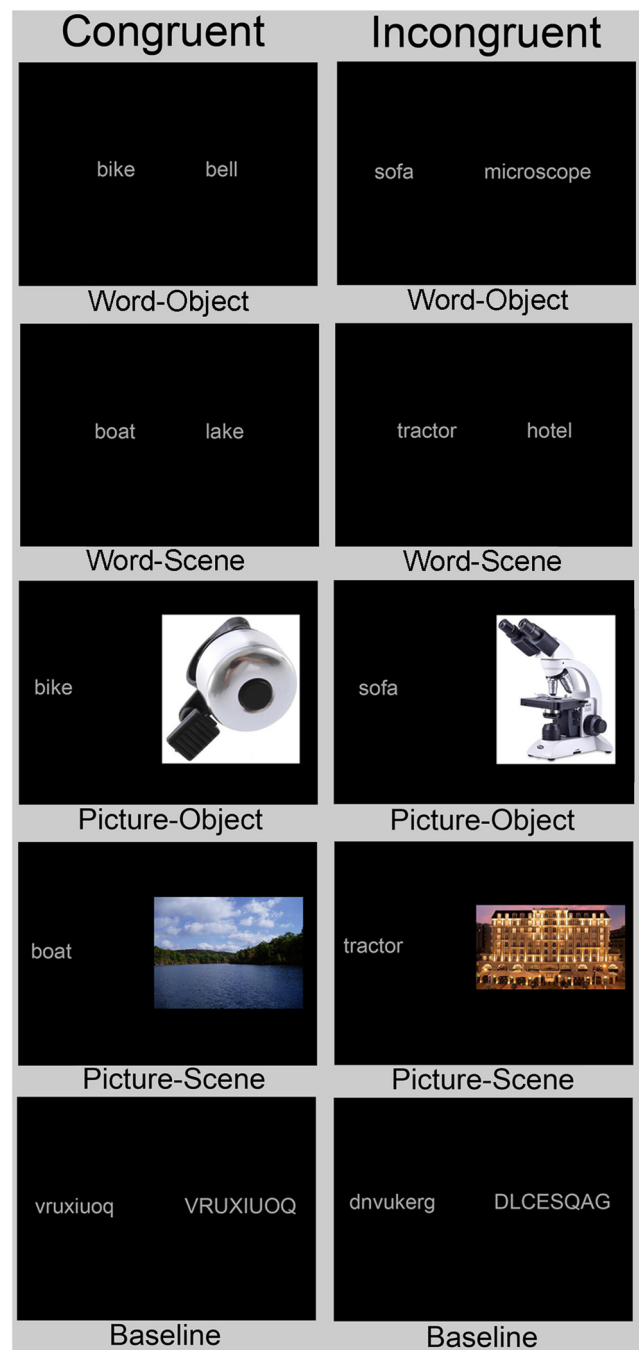 Congruent Incongruent
bike bell sofa microscope
Word-Object Word-Object
boat lake tractor hotel
Word-Scene Word-Scene
bike sofa
Picture-Object Picture-Object
boat tractor
Picture-Scene Picture-Scene
vruxiuoq VRUXIUOQ dnvukerg DLCESQAG
Baseline Baseline